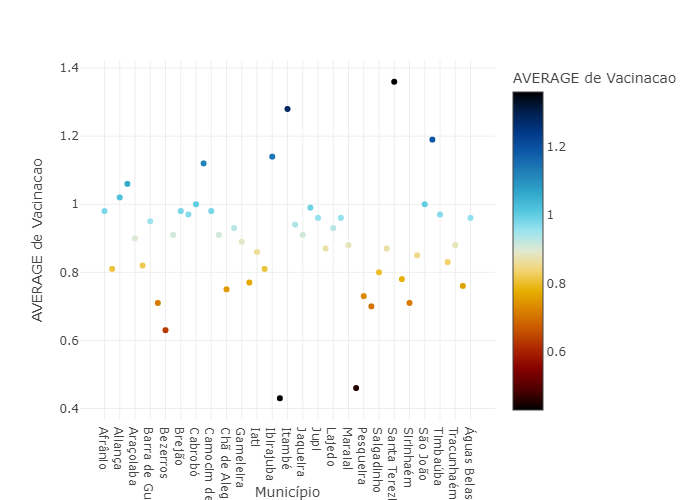 AVERAGE de Vacinacao
1.4
1.2
1
0.8
0.6
0.4
AVERAGE de Vacinacao
1.2
1
0.8
0.6
Afrânio
Aliança
Araçoiaba
Barra de Gu
Bezerros
Brejão
Cabrobó
Camocim de
Chã de Aleg
Gameleira
Iati
Ibirajuba
Itambé
Jaqueira
Jupi
Lajedo
Maraial
Pesqueira
Salgadinho
Santa Terezi
Sirinhaém
São João
Timbaúba
Tracunhaém
Águas Belas
Município